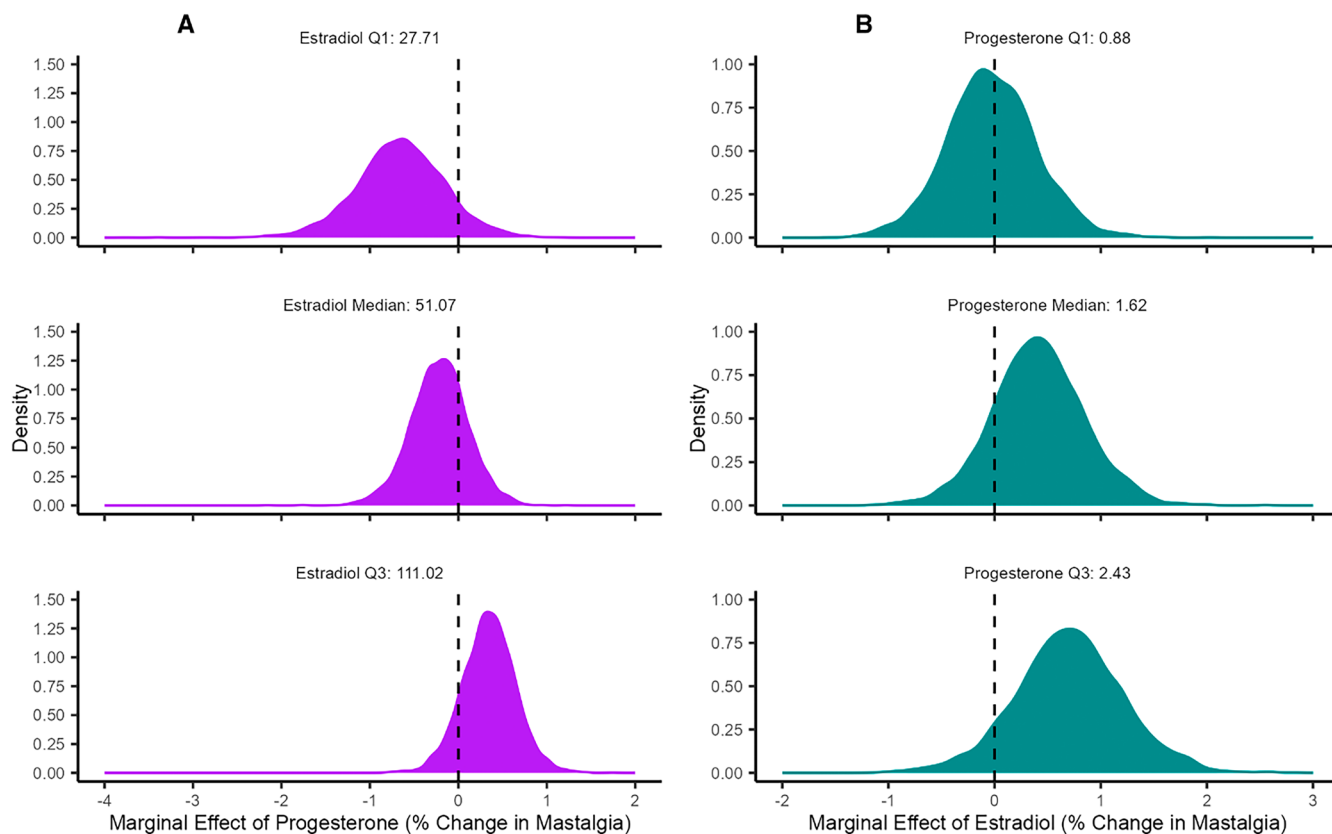 A
Estradiol Q1: 27.71
1.50
1.25
1.00
0.75
0.50
0.25
0.00
Estradiol Median: 51.07
1.50
1.25
1.00
0.75
0.50
0.25
0.00
Density
Estradiol Q3: 111.02
1.50
1.25
1.00
0.75
0.50
0.25
0.00
-4 -3 -2 -1 0 1 2
Marginal Effect of Progesterone (% Change in Mastalgia)
B
Progesterone Q1: 0.88
1.00
0.75
0.50
0.25
0.00
Progesterone Median: 1.62
1.00
0.75
0.50
0.25
0.00
Density
Progesterone Q3: 2.43
1.00
0.75
0.50
0.25
0.00
-2 -1 0 1 2 3
Marginal Effect of Estradiol (% Change in Mastalgia)